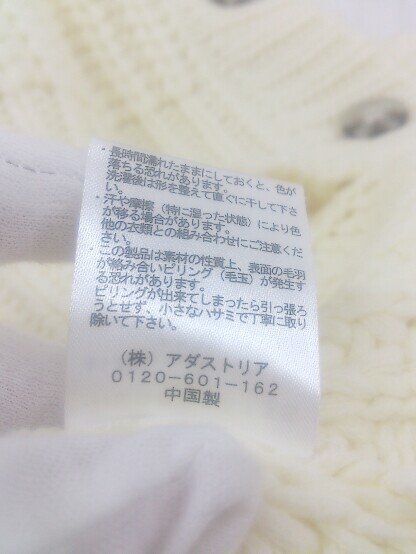 ・長時間濡れたままにしておくと、色が
落ちる恐れがあります。
洗濯後は形を整えて直ぐに干して下さ
い。
・汗や摩擦（特に湿った状態）により色
が移る場合があります。
他の衣類との組み合わせにご注意くだ
さい。
・この製品は素材の性質上、表面の毛羽
が絡み合いピリング（毛玉）が発生す
る恐れがあります。
ピリングが出来てしまったら引っ張ろ
うとせず、小さなハサミで丁寧に取り
除いて下さい。
（株）アダストリア
0120-601-162
中国製